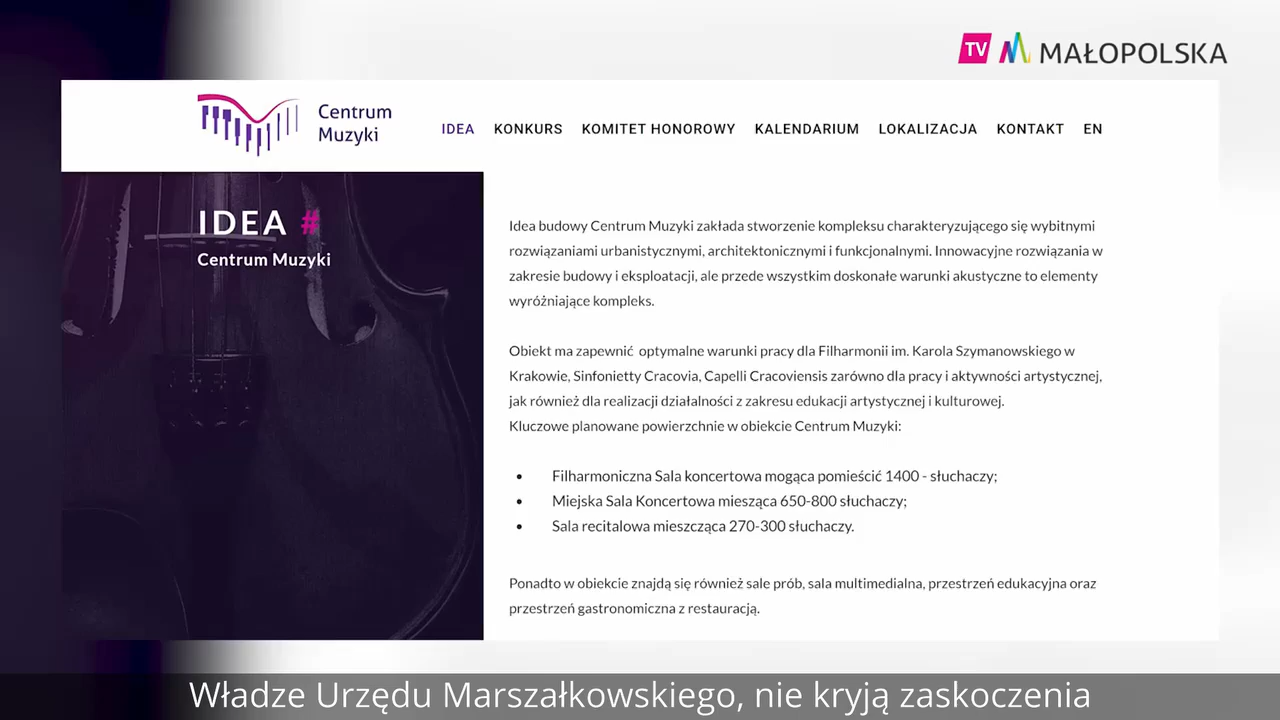 TV MAŁOPOLSKA
Centrum
Muzyki
IDEA KONKURS KOMITET HONOROWY KALENDARIUM LOKALIZACJA KONTAKT EN
IDEA #
Centrum Muzyki
Idea budowy Centrum Muzyki zakłada stworzenie kompleksu charakteryzującego się wybitnymi
rozwiązaniami urbanistycznymi, architektonicznymi i funkcjonalnymi. Innowacyjne rozwiązania w
zakresie budowy i eksploatacji, ale przede wszystkim doskonałe warunki akustyczne to elementy
wyróżniające kompleks.
Obiekt ma zapewnić optymalne warunki pracy dla Filharmonii im. Karola Szymanowskiego w
Krakowie, Sinfonietty Cracovia, Capelli Cracoviensis zarówno dla pracy i aktywności artystycznej,
jak również dla realizacji działalności z zakresu edukacji artystycznej i kulturowej.
Kluczowe planowane powierzchnie w obiekcie Centrum Muzyki:
• Filharmoniczna Sala koncertowa mogąca pomieścić 1400 - słuchaczy;
• Miejska Sala Koncertowa miesząca 650-800 słuchaczy;
• Sala recitalowa mieszcząca 270-300 słuchaczy.
Ponadto w obiekcie znajdą się również sale prób, sala multimedialna, przestrzeń edukacyjna oraz
przestrzeń gastronomiczna z restauracją.
Władze Urzędu Marszałkowskiego, nie kryją zaskoczenia